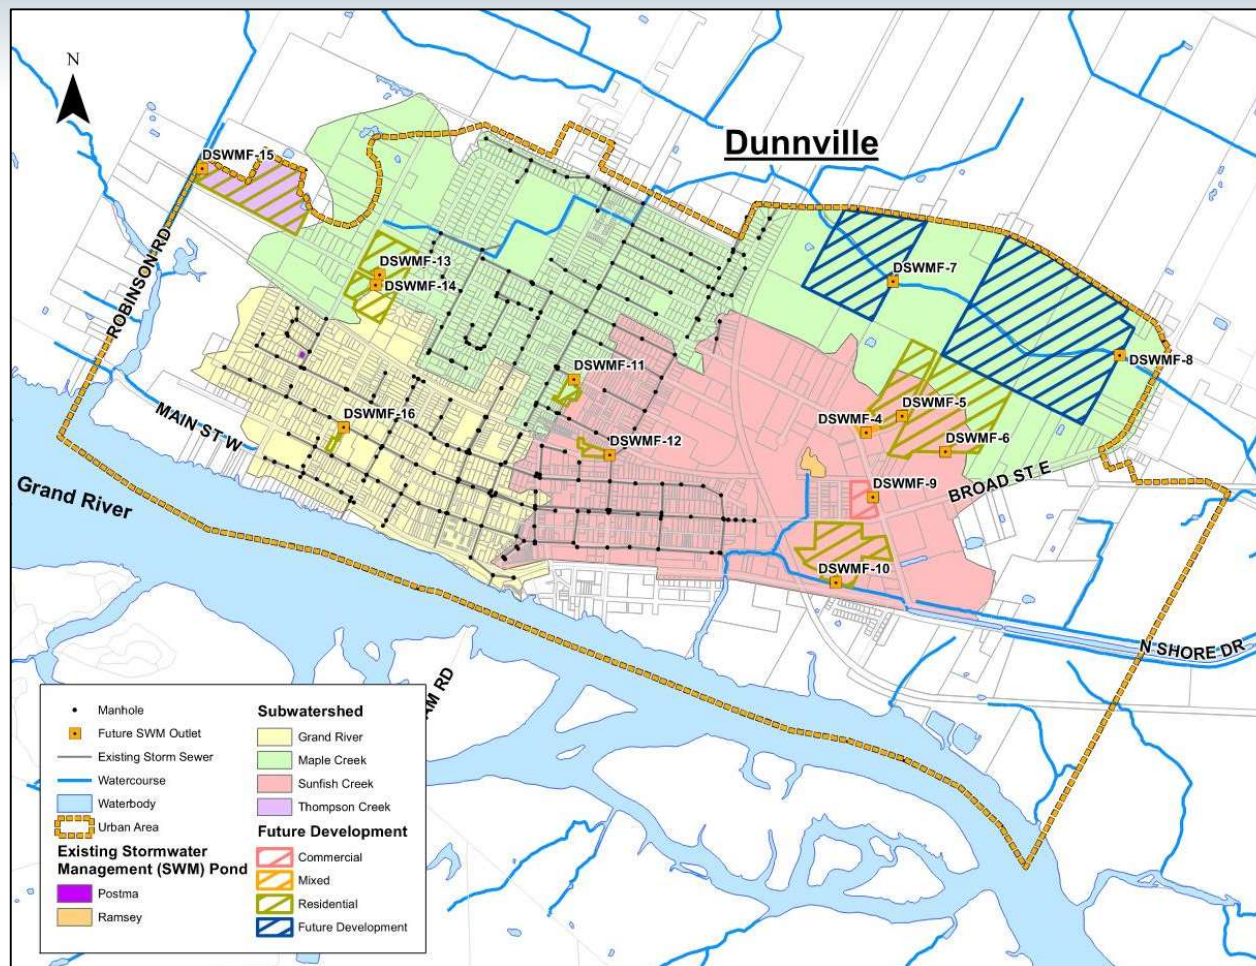 N
Dunnville
DSWMF-15
ROBINSON RD
DSWMF-13
DSWMF-14
DSWMF-7
DSWMF-8
DSWMF-11
DSWMF-5
DSWMF-4
DSWMF-16
DSWMF-6
DSWMF-12
MAIN ST W
BROAD ST E
DSWMF-9
Grand River
DSWMF-10
N SHORE DR
AM RD
Manhole
Future SWM Outlet
Existing Storm Sewer
Watercourse
Waterbody
Urban Area
Existing Stormwater
Management (SWM) Pond
Postma
Ramsey
Subwatershed
Grand River
Maple Creek
Sunfish Creek
Thompson Creek
Future Development
Commercial
Mixed
Residential
Future Development